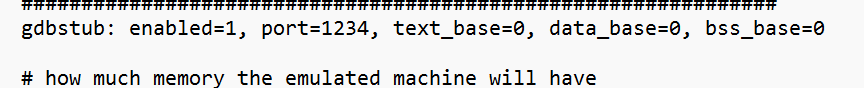 ###############################################################
gdbstub: enabled=1, port=1234, text_base=0, data_base=0, bss_base=0
# how much memory the emulated machine will have